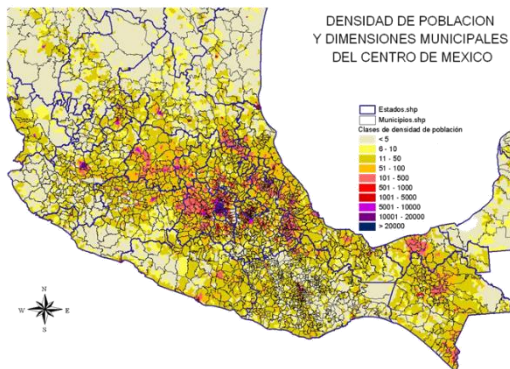 DENSIDAD DE POBLACION
Y DIMENSIONES MUNICIPALES
DEL CENTRO DE MEXICO
Estados.shp
Municipios.shp
Clases de densidad de población
< 5
6 - 10
11 - 50
51 - 100
101 - 500
501 - 1000
1001 - 5000
5001 - 10000
10001 - 20000
> 20000
N
W
E
S